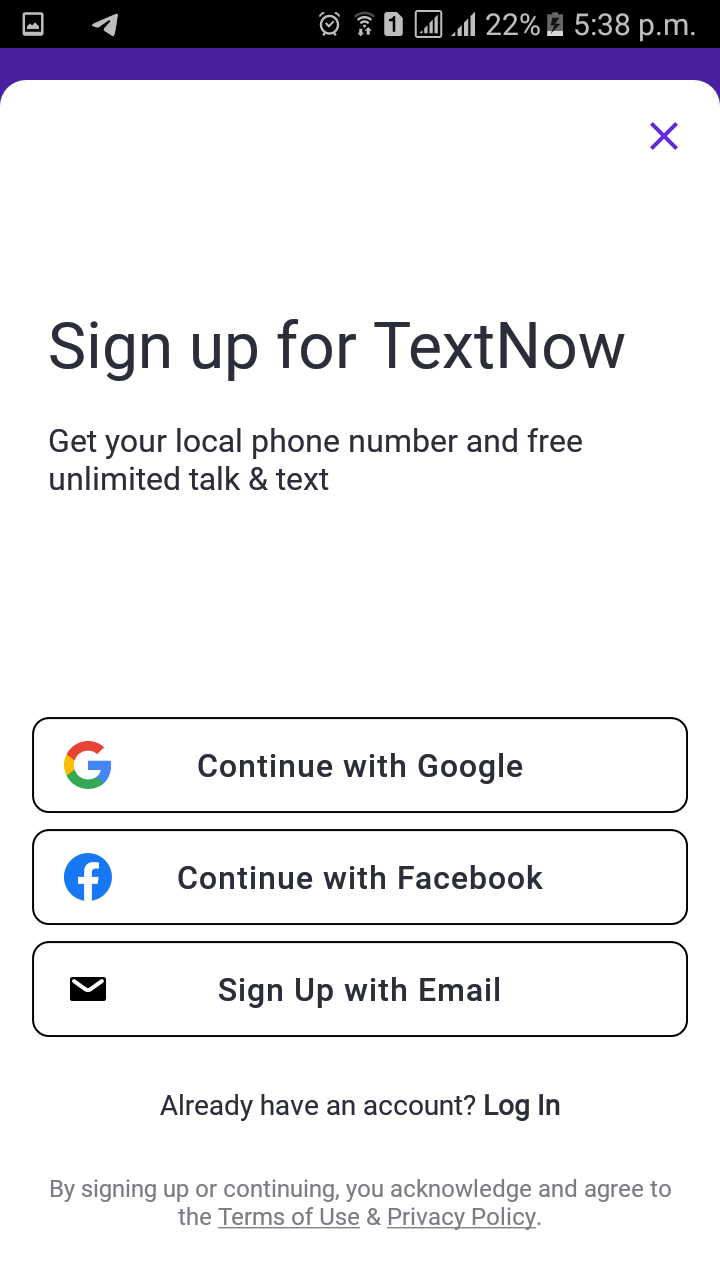 22% 5:38 p.m.
Sign up for TextNow
Get your local phone number and free
unlimited talk & text
Continue with Google
Continue with Facebook
Sign Up with Email
Already have an account? Log In
By signing up or continuing, you acknowledge and agree to
the Terms of Use & Privacy Policy.